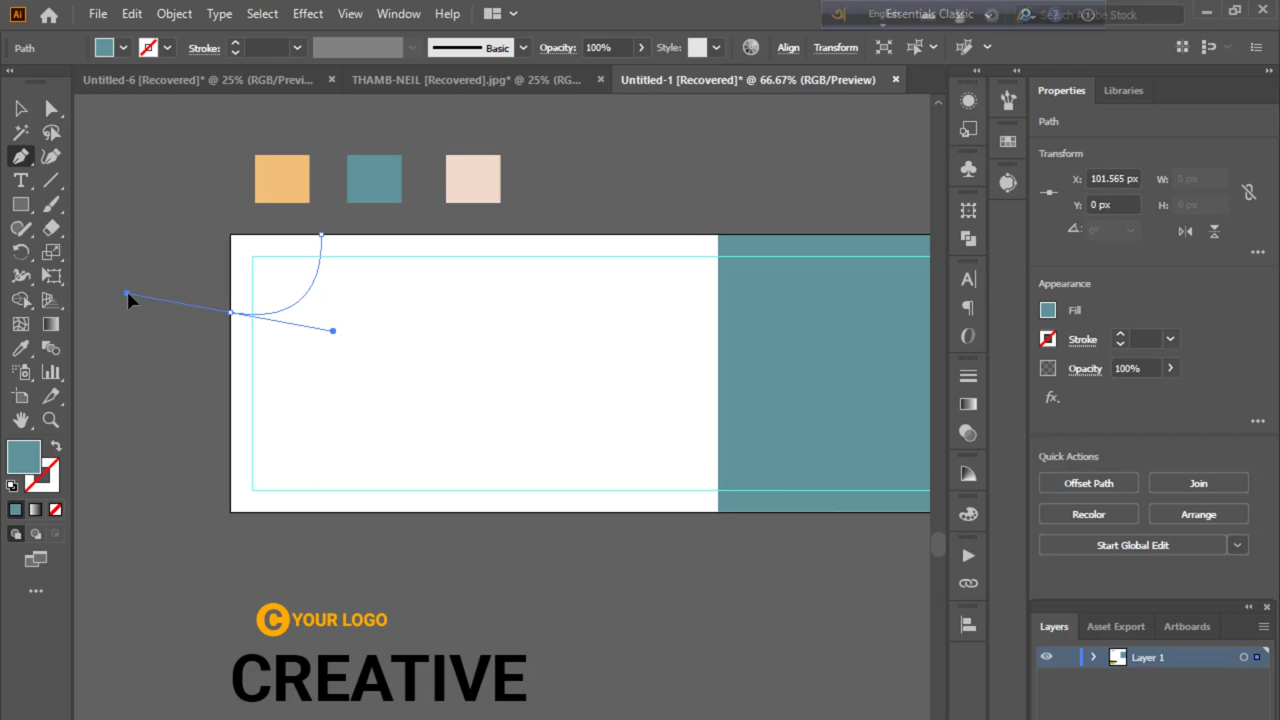 Ai File Edit Object Type Select Effect View Window Help English Essentials Classic Search Adobe Stock
Path Stroke: Basic Opacity: 100% Style: Align Transform
Untitled-6 [Recovered]* @ 25% (RGB/Previ... THAMB-NEIL [Recovered].jpg* @ 25% (RG... Untitled-1 [Recovered]* @ 66.67% (RGB/Preview)
Properties Libraries
Path
Transform
X: 101.565 px W: 0 px
Y: 0 px H: 0 px
0°
Appearance
Fill
Stroke
Opacity 100%
fx.
Quick Actions
Offset Path Join
Recolor Arrange
Start Global Edit
C YOUR LOGO
CREATIVE
Layers Asset Export Artboards
Layer 1